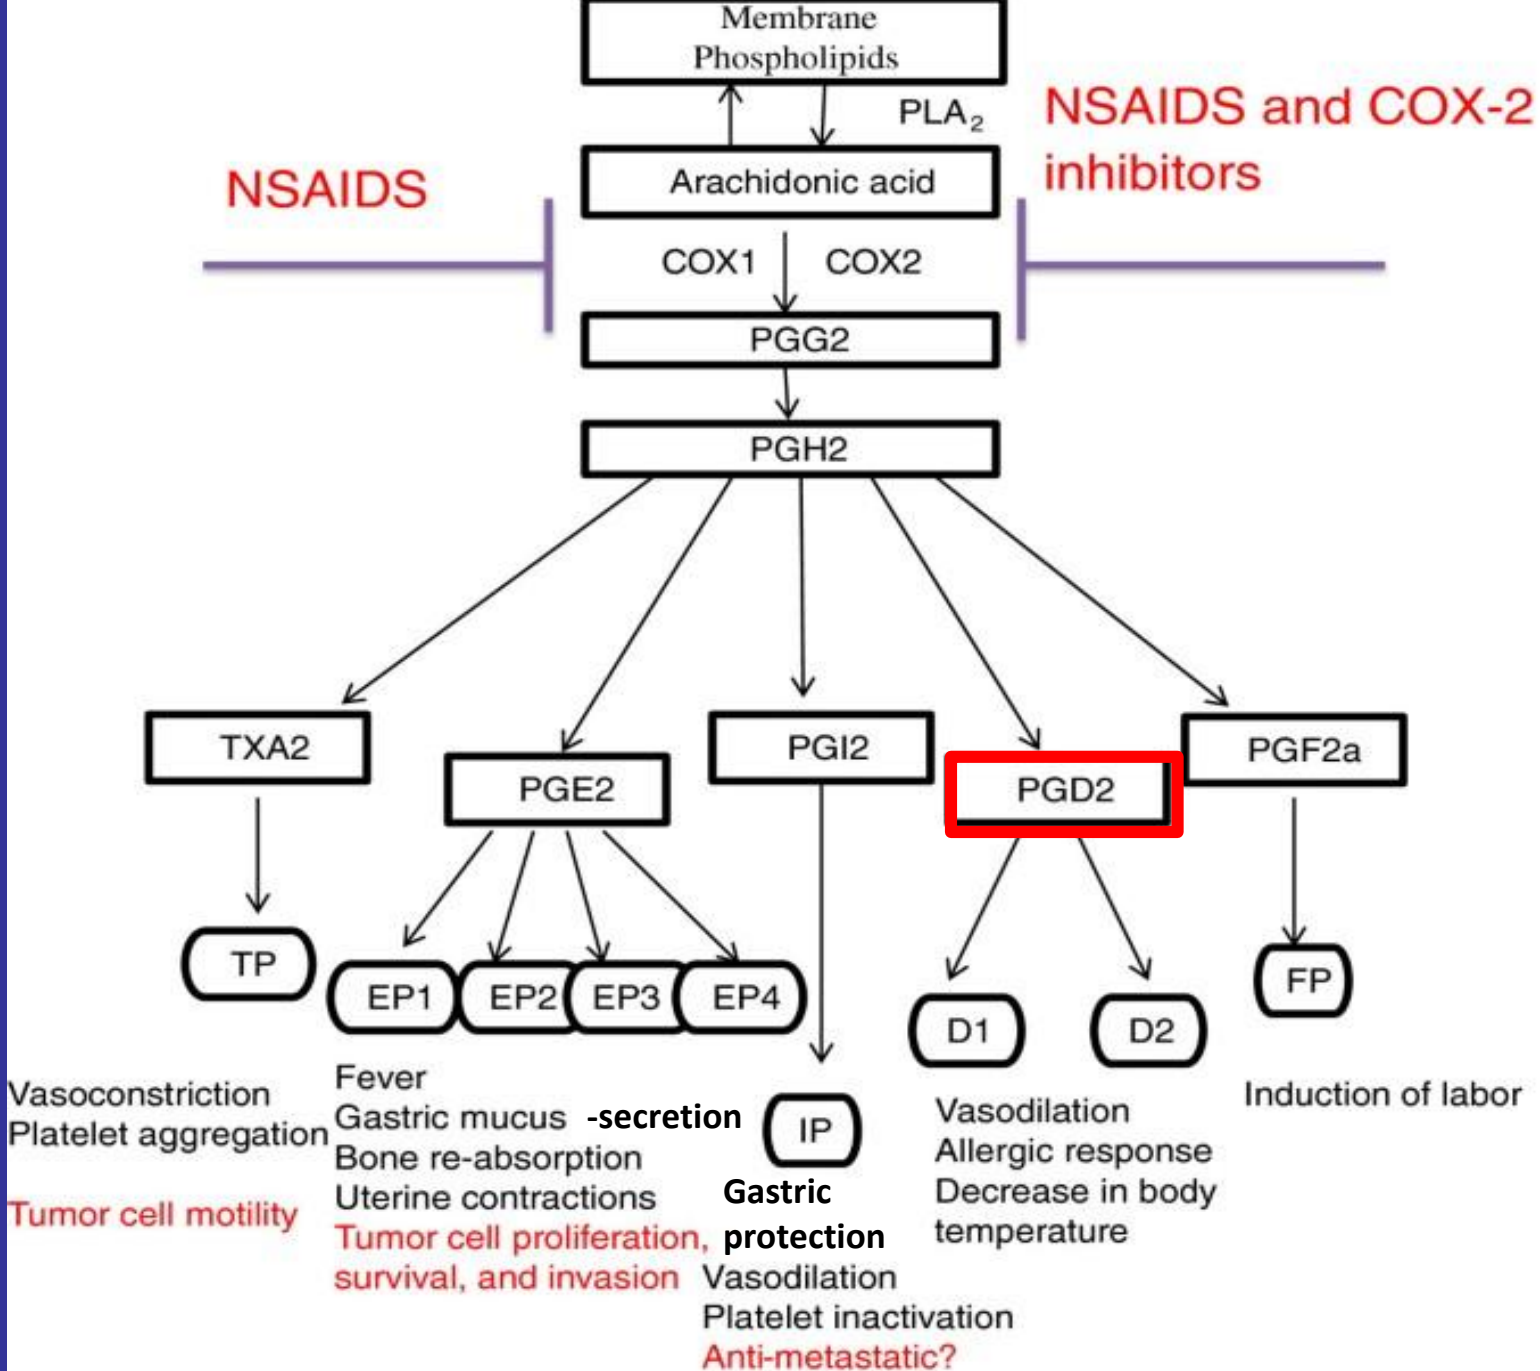 Membrane
Phospholipids
PLA₂
NSAIDS and COX-2
inhibitors
NSAIDS
Arachidonic acid
COX1
COX2
PGG2
PGH2
TXA2
PGE2
PGI2
PGD2
PGF2a
TP
EP1
EP2
EP3
EP4
D1
D2
FP
IP
Vasoconstriction
Platelet aggregation
Tumor cell motility
Fever
Gastric mucus -secretion
Bone re-absorption
Uterine contractions
Tumor cell proliferation,
survival, and invasion
Gastric
protection
Vasodilation
Platelet inactivation
Anti-metastatic?
Vasodilation
Allergic response
Decrease in body
temperature
Induction of labor